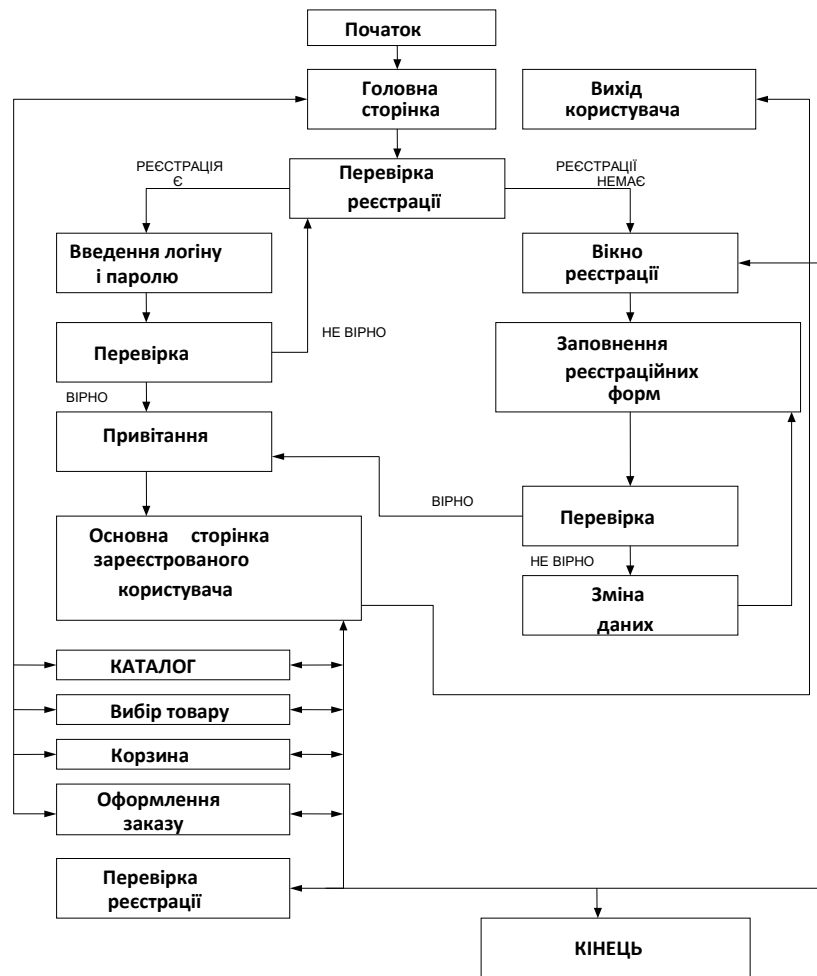 Початок
Головна
сторінка
Вихід
користувача
РЕЄСТРАЦІЯ
Є
Перевірка
реєстрації
РЕЄСТРАЦІЇ
НЕМАЄ
Введення логіну
і паролю
Вікно
реєстрації
НЕ ВІРНО
Перевірка
Заповнення
реєстраційних
форм
ВІРНО
Привітання
ВІРНО
Перевірка
Основна сторінка
зареєстрованого
користувача
НЕ ВІРНО
Зміна
даних
КАТАЛОГ
Вибір товару
Корзина
Оформлення
заказу
Перевірка
реєстрації
КІНЕЦЬ